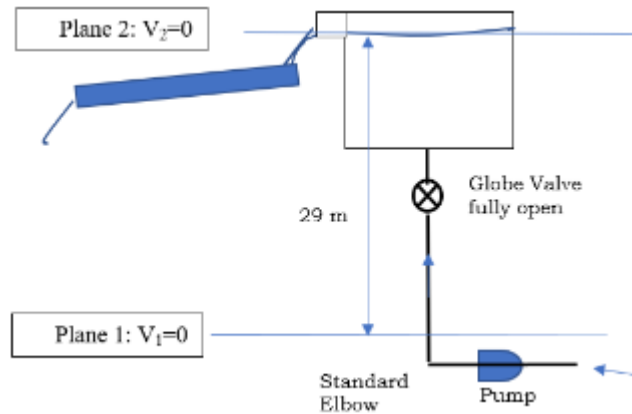 Plane 2: V₂=0
Globe Valve
fully open
29 m
Plane 1: V₁=0
Standard
Elbow
Pump